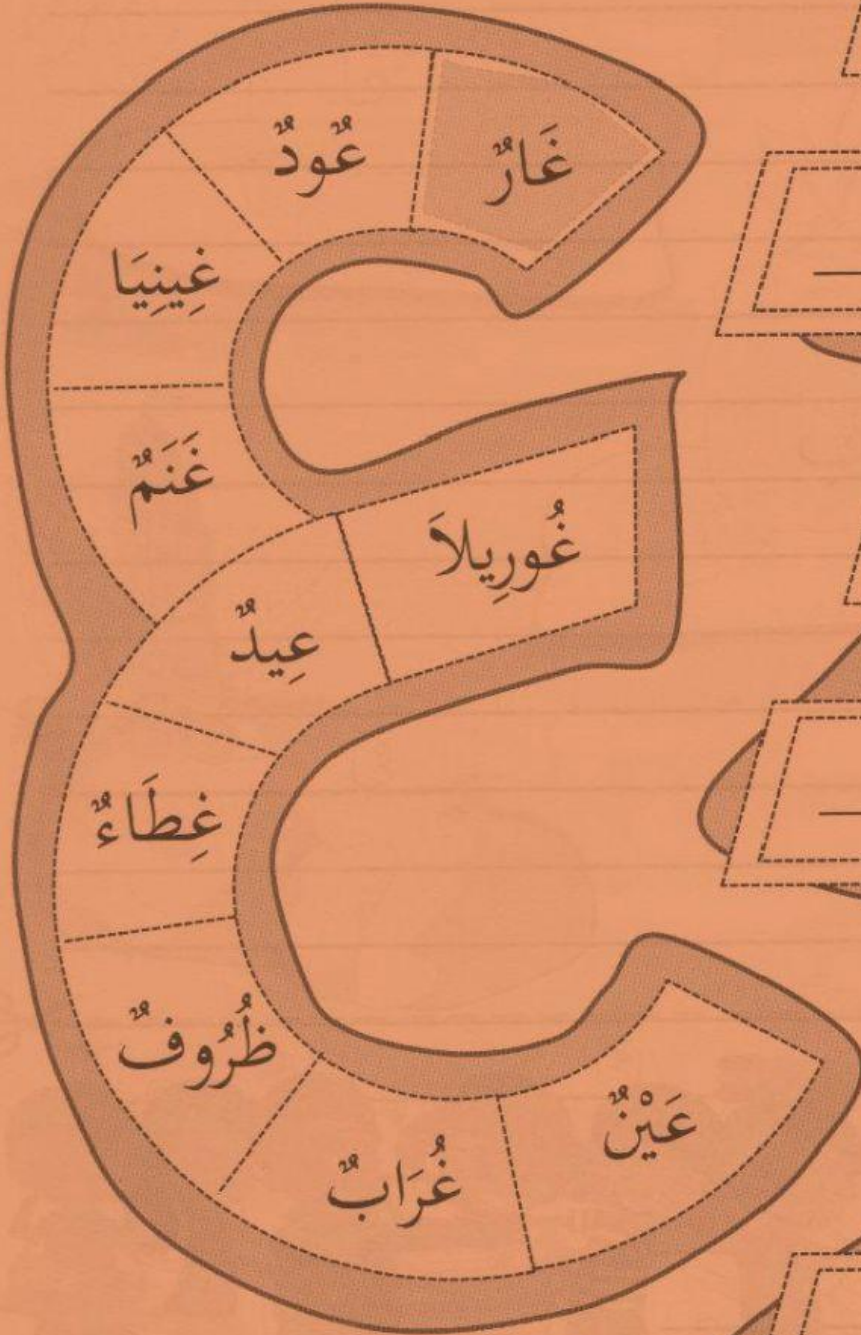 غَارٌ
عُودٌ
غِينِيَا
غَنَمٌ
غُورِيلاَ
عِيدٌ
غِطَاءٌ
ظُرُوفٌ
غُرَابٌ
عَيْنٌ